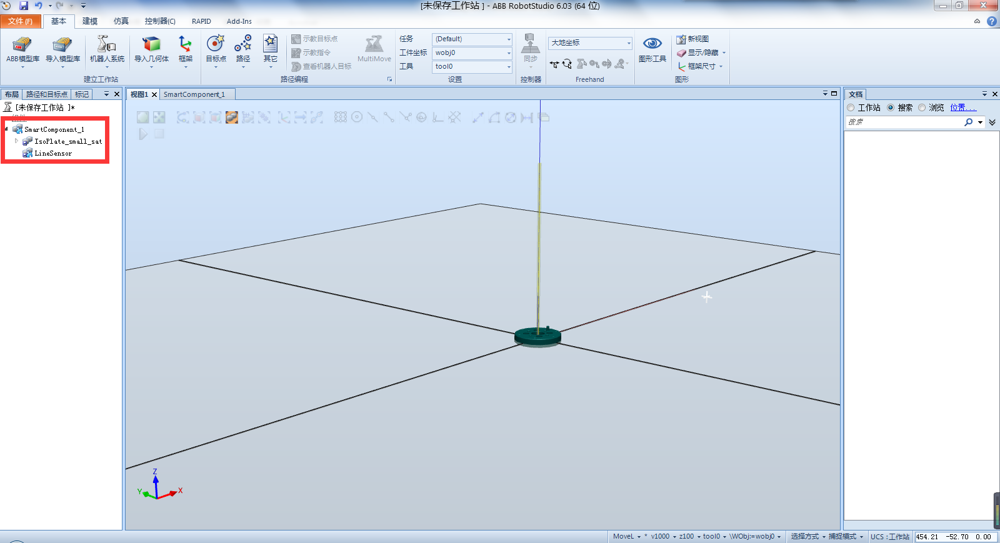 [未保存工作站 ] - ABB RobotStudio 6.03 (64 位)
文件(F) 基本 建模 仿真 控制器(C) RAPID Add-Ins
ABB模型库 导入模型库 机器人系统 导入几何体 框架
建立工作站
目标点 路径 其它
示教目标点
示教指令
查看机器人目标
MultiMove
路径编程
任务 (Default)
工件坐标 wobj0
工具 tool0
设置
同步
控制器
大地坐标
Freehand
图形工具
新视图
显示/隐藏
框架尺寸
图形
布局 路径和目标点 标记
视图1 SmartComponent_1
文档
[未保存工作站 ]*
组件
SmartComponent_1
IsoPlate_small_sat
LineSensor
工作站 搜索 浏览 位置...
搜索
Z
Y
X
MoveL * v1000 z100 tool0 \WObj:=wobj0 选择方式 捕捉模式 UCS : 工作站 454.21 -52.70 0.00